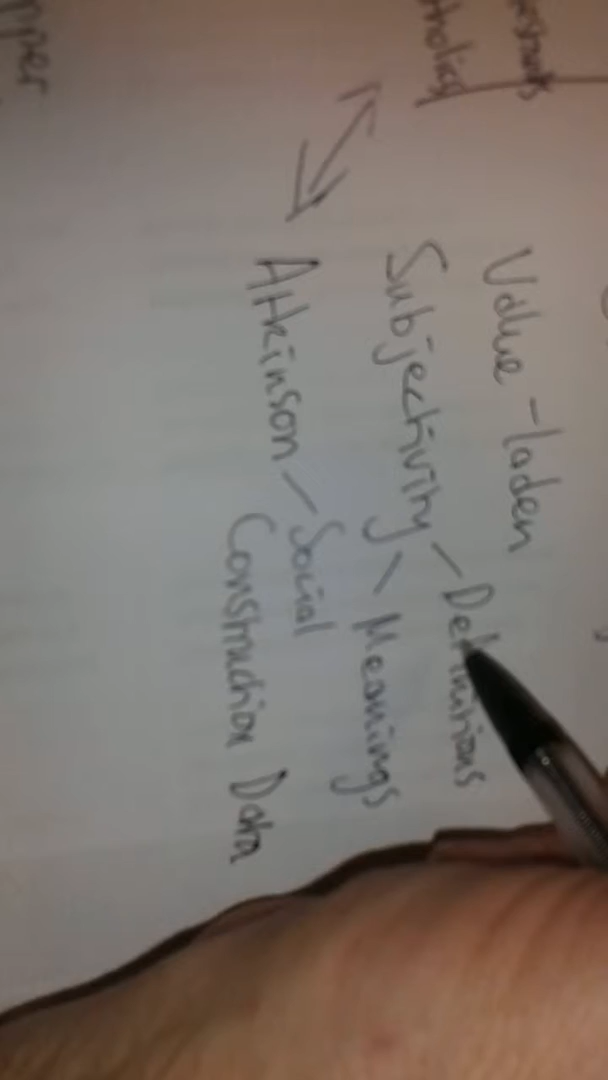 Value-laden
Subjectivity - Definitions
- Meanings
Atkinson - Social
Construction Data